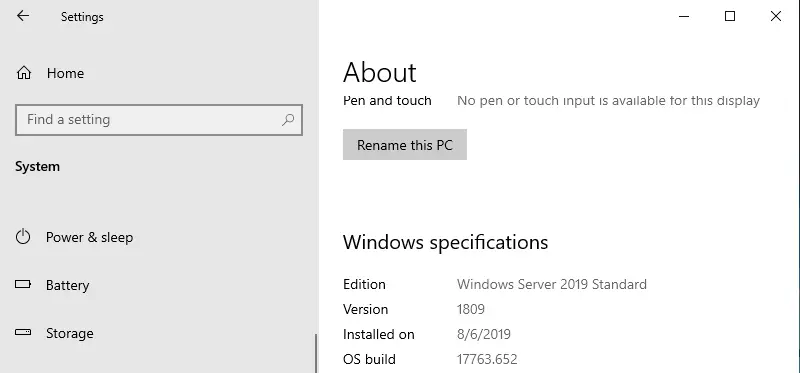 Settings
Home
Find a setting
System
Power & sleep
Battery
Storage
About
Pen and touch No pen or touch input is available for this display
Rename this PC
Windows specifications
Edition Windows Server 2019 Standard
Version 1809
Installed on 8/6/2019
OS build 17763.652